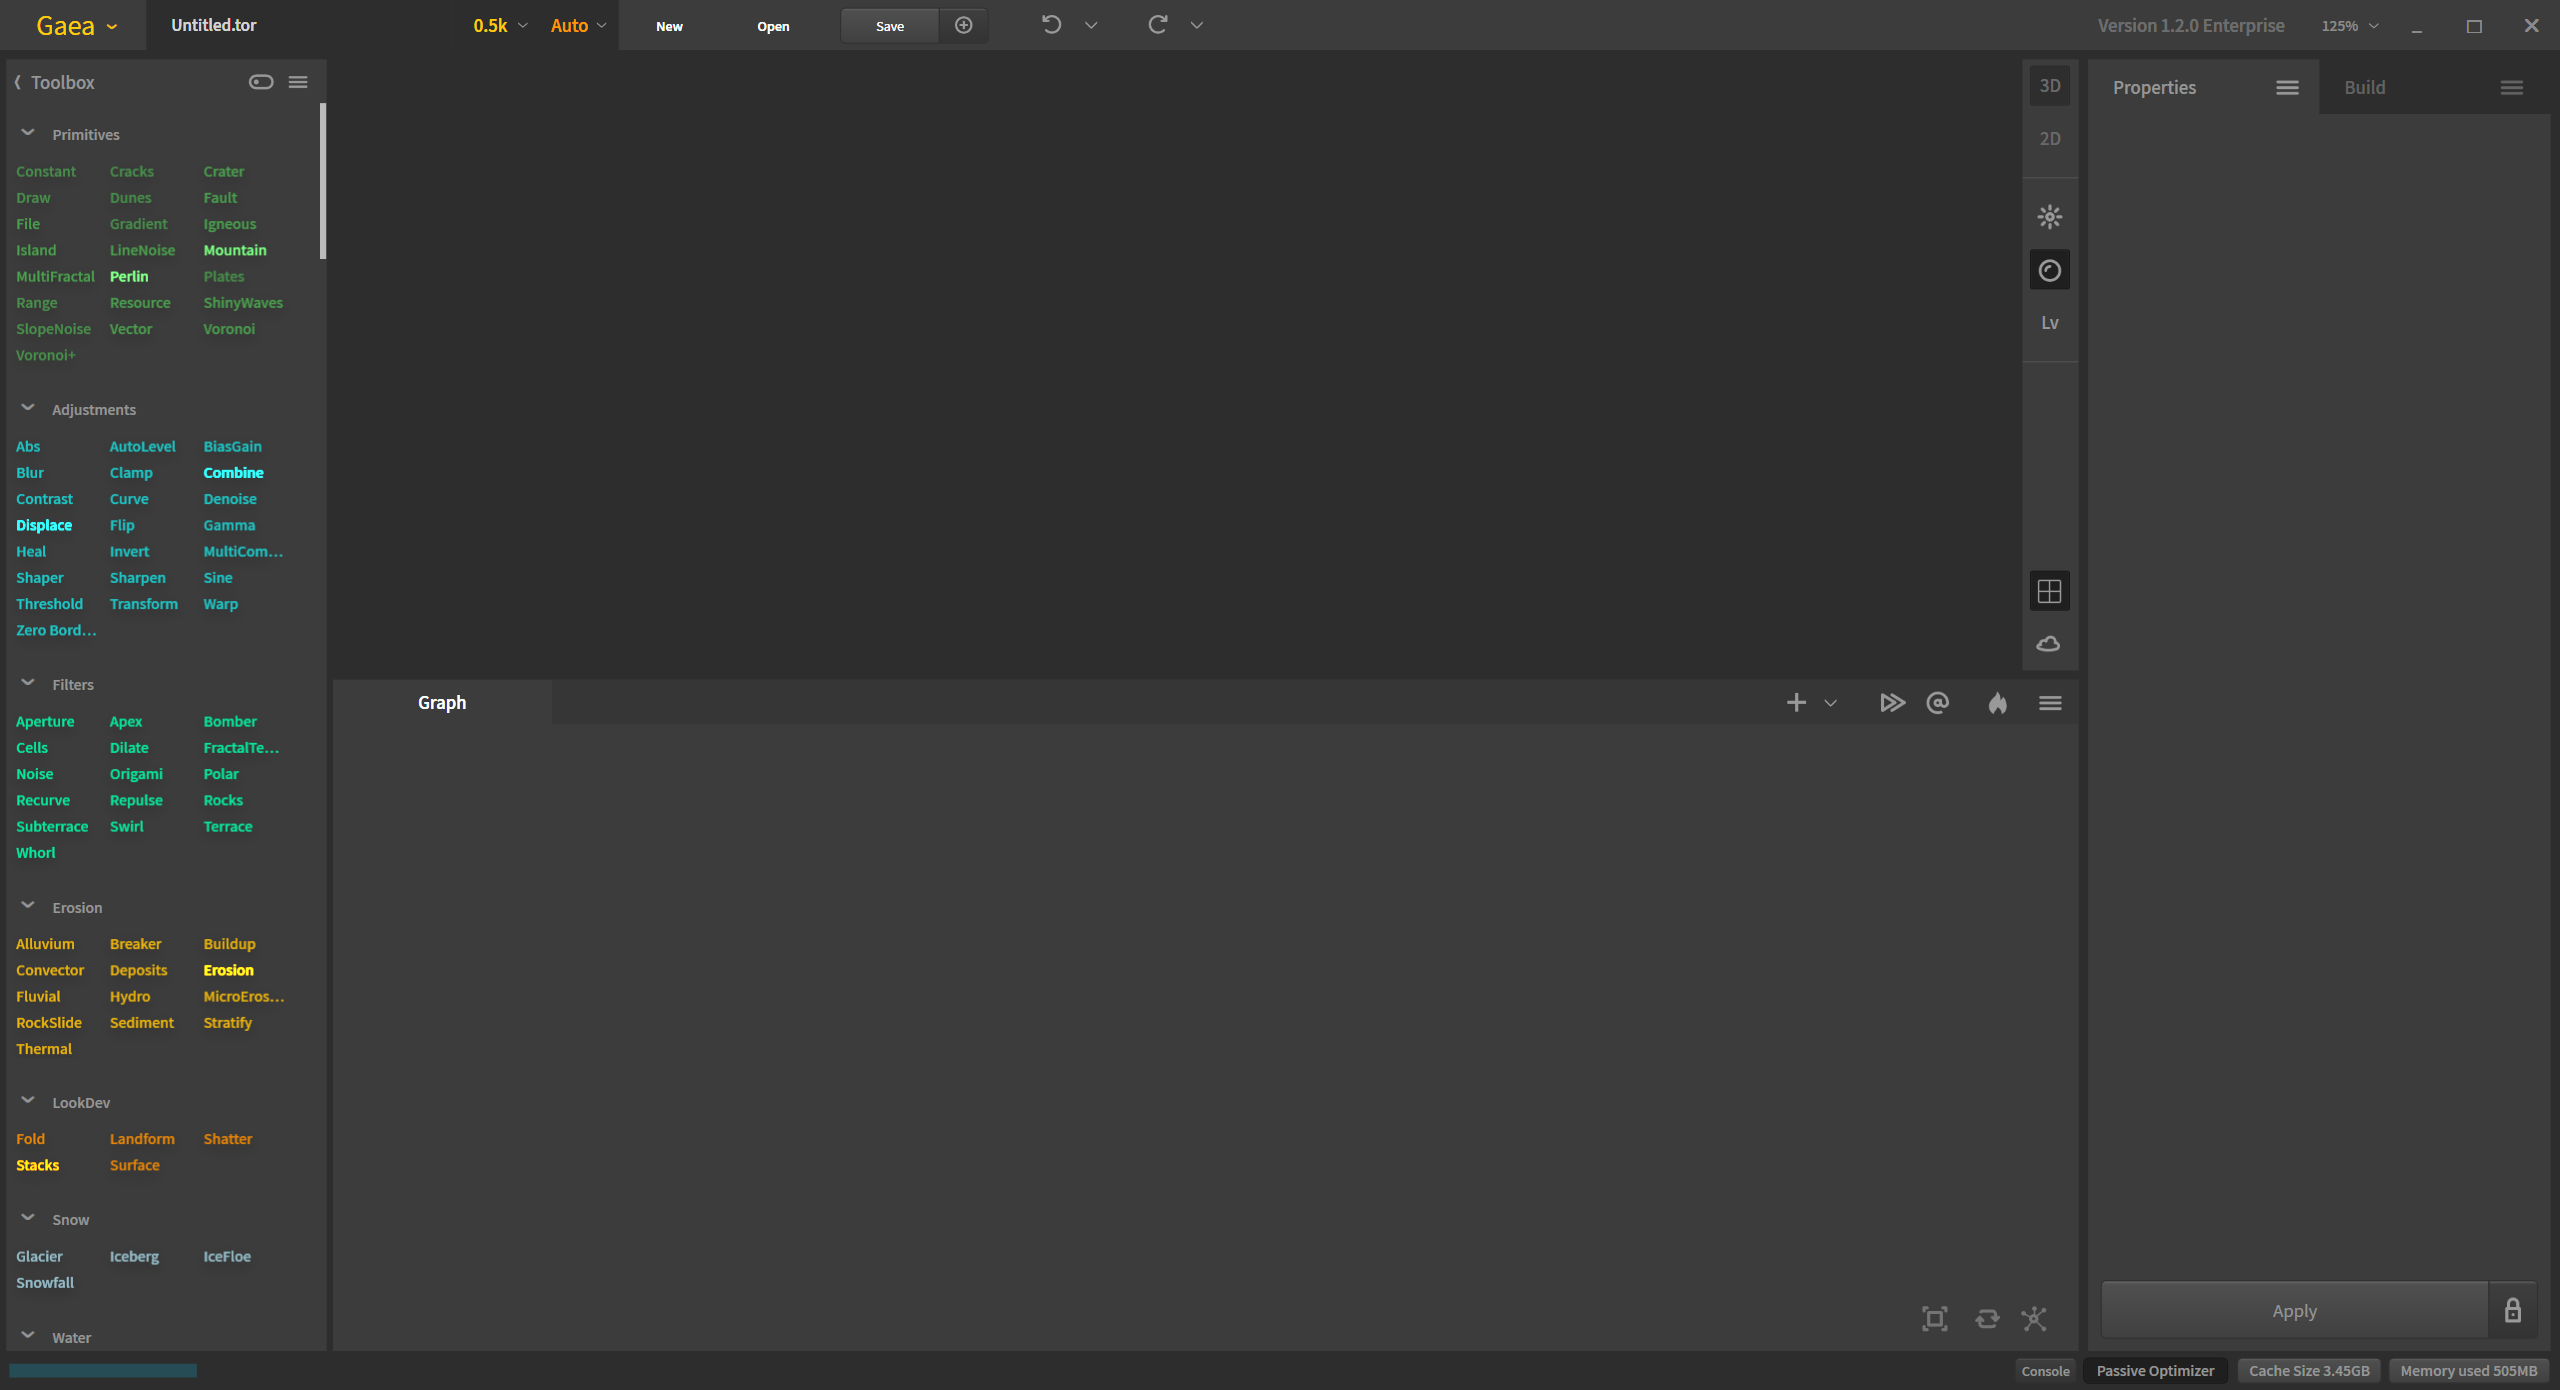 Gaea Untitled.tor 0.5k Auto New Open Save Version 1.2.0 Enterprise 125%
Toolbox
Primitives
Constant Cracks Crater
Draw Dunes Fault
File Gradient Igneous
Island LineNoise Mountain
MultiFractal Perlin Plates
Range Resource ShinyWaves
SlopeNoise Vector Voronoi
Voronoi+
Adjustments
Abs AutoLevel BiasGain
Blur Clamp Combine
Contrast Curve Denoise
Displace Flip Gamma
Heal Invert MultiCom...
Shaper Sharpen Sine
Threshold Transform Warp
Zero Bord...
Filters
Aperture Apex Bomber
Cells Dilate FractalTe...
Noise Origami Polar
Recurve Repulse Rocks
Subterrace Swirl Terrace
Whorl
Erosion
Alluvium Breaker Buildup
Convector Deposits Erosion
Fluvial Hydro MicroEros...
RockSlide Sediment Stratify
Thermal
LookDev
Fold Landform Shatter
Stacks Surface
Snow
Glacier Iceberg IceFloe
Snowfall
Water
3D
2D
Lv
Graph
Properties Build
Apply
Console Passive Optimizer Cache Size 3.45GB Memory used 505MB